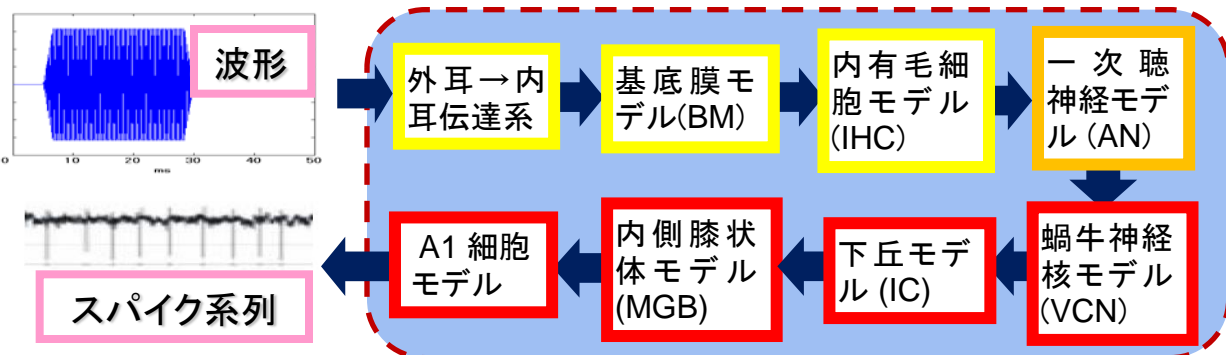 波形
0 10 20 30 40 50
ms
外耳→内
耳伝達系
基底膜モ
デル(BM)
内有毛細
胞モデル
(IHC)
一次聴
神経モデ
ル (AN)
蝸牛神経
核モデル
(VCN)
下丘モデ
ル (IC)
内側膝状
体モデル
(MGB)
A1 細胞
モデル
スパイク系列